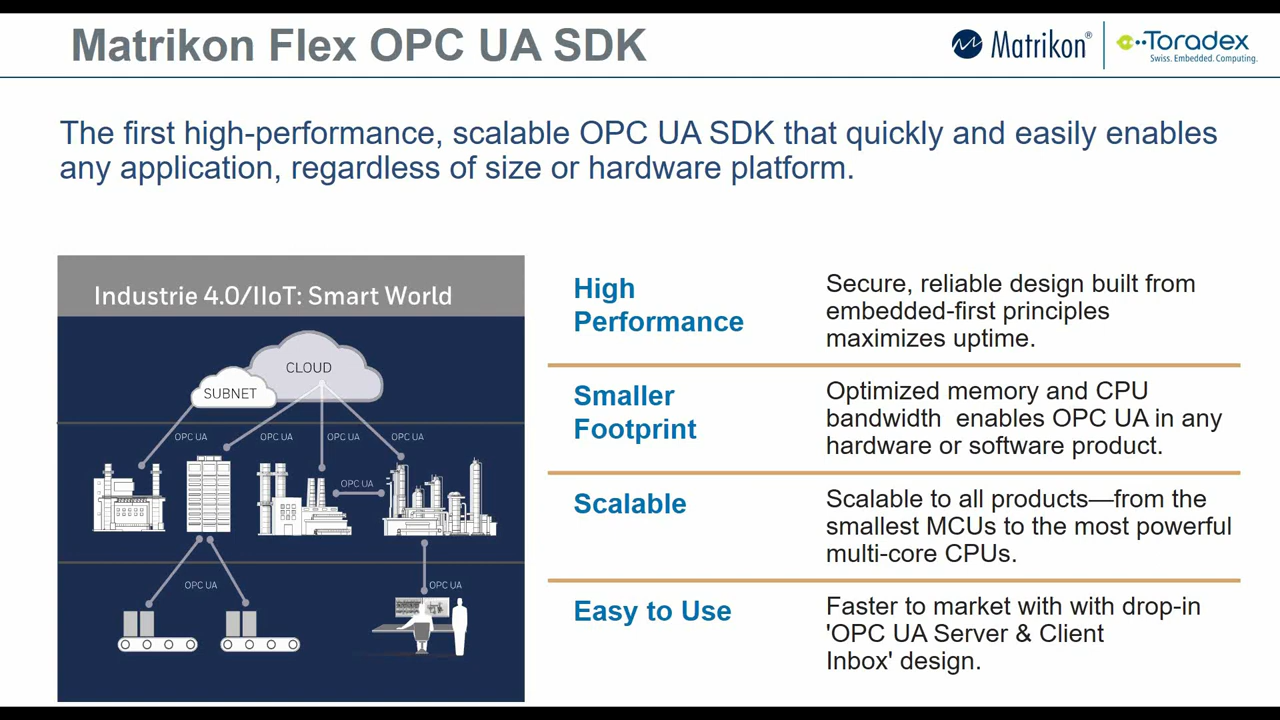 Matrikon Flex OPC UA SDK
Matrikon®
Toradex
Swiss. Embedded. Computing.
The first high-performance, scalable OPC UA SDK that quickly and easily enables
any application, regardless of size or hardware platform.
Industrie 4.0/IIoT: Smart World
CLOUD
SUBNET
OPC UA
OPC UA
OPC UA
OPC UA
OPC UA
OPC UA
OPC UA
High
Performance
Secure, reliable design built from
embedded-first principles
maximizes uptime.
Smaller
Footprint
Optimized memory and CPU
bandwidth  enables OPC UA in any
hardware or software product.
Scalable
Scalable to all products—from the
smallest MCUs to the most powerful
multi-core CPUs.
Easy to Use
Faster to market with with drop-in
'OPC UA Server & Client
Inbox' design.